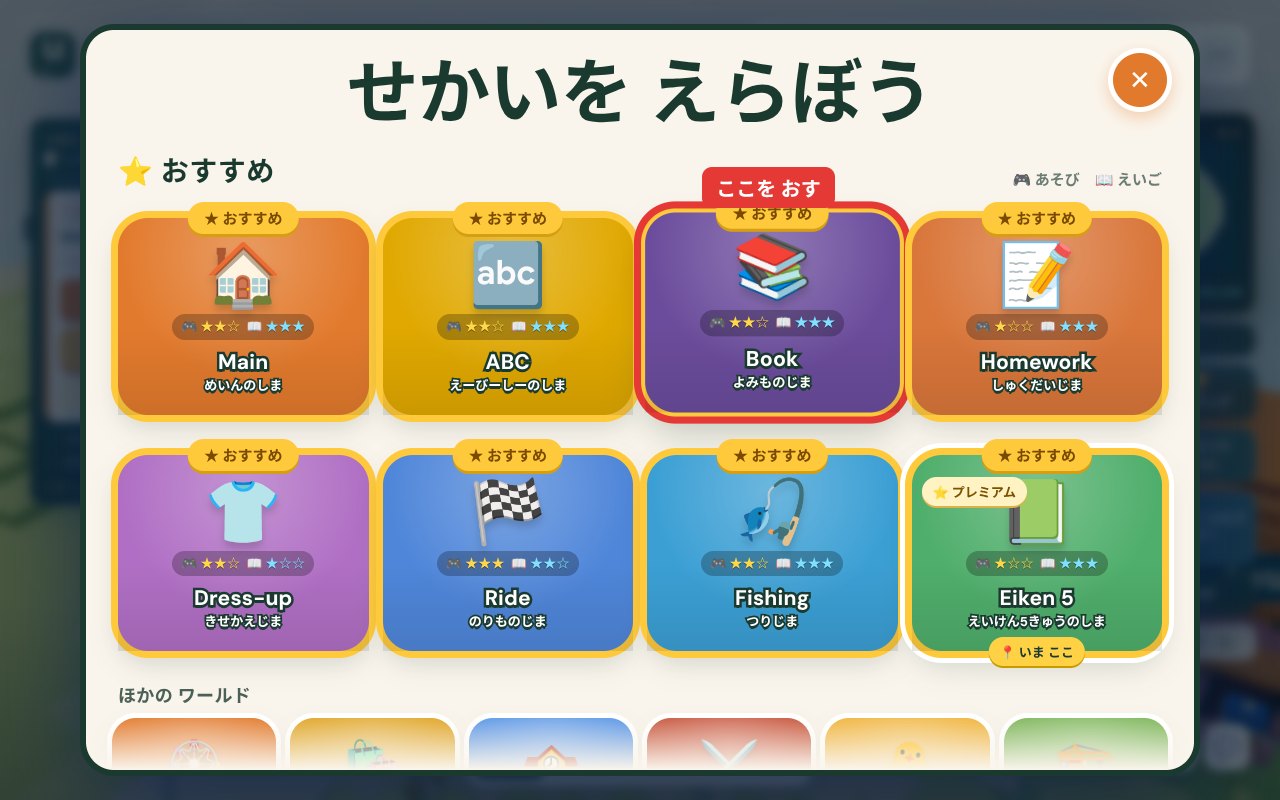 せかいを えらぼう
×
⭐ おすすめ
🎮 あそび 📖 えいご
ここを おす
★ おすすめ
★ おすすめ
★ おすすめ
★ おすすめ
abc
🎮 ★★☆ 📖 ★★★
🎮 ★★☆ 📖 ★★★
🎮 ★★☆ 📖 ★★★
🎮 ★☆☆ 📖 ★★★
Main
めいんのしま
ABC
えーびーしーのしま
Book
よみものじま
Homework
しゅくだいじま
★ おすすめ
★ おすすめ
★ おすすめ
★ おすすめ
⭐ プレミアム
🎮 ★★☆ 📖 ★☆☆
🎮 ★★★ 📖 ★★☆
🎮 ★★☆ 📖 ★★★
🎮 ★☆☆ 📖 ★★★
Dress-up
きせかえじま
Ride
のりものじま
Fishing
つりじま
Eiken 5
えいけん5きゅうのしま
📍 いま ここ
ほかの ワールド